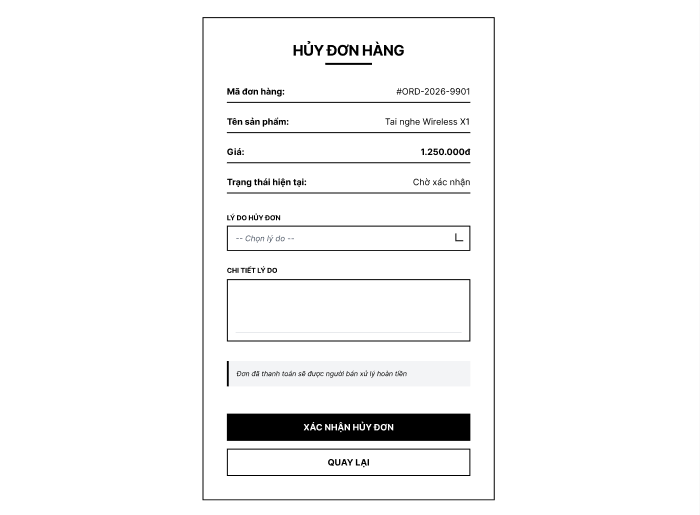 HỦY ĐƠN HÀNG
Mã đơn hàng: #ORD-2026-9901
Tên sản phẩm: Tai nghe Wireless X1
Giá: 1.250.000đ
Trạng thái hiện tại: Chờ xác nhận
LÝ DO HỦY ĐƠN
-- Chọn lý do --
CHI TIẾT LÝ DO
Đơn đã thanh toán sẽ được người bán xử lý hoàn tiền
XÁC NHẬN HỦY ĐƠN
QUAY LẠI